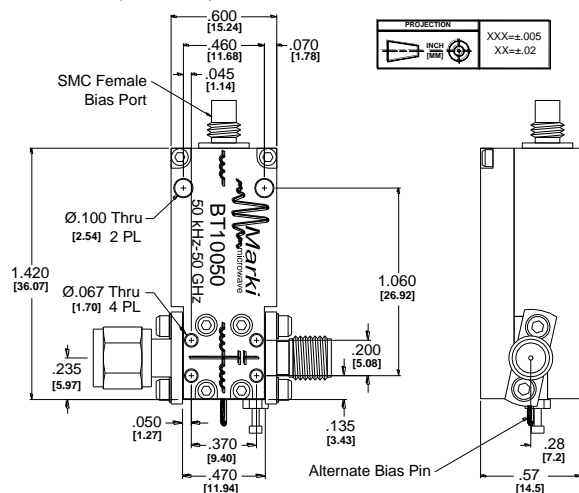 .600
[15.24]
.460
[11.68]
.070
[1.78]
.045
[1.14]
PROJECTION
INCH
[MM]
XXX=±.005
XX=±.02
SMC Female
Bias Port
Ø.100 Thru
[2.54] 2 PL
BT10050
50 kHz-50 GHz
Marki
microwave
1.420
[36.07]
1.060
[26.92]
Ø.067 Thru
[1.70] 4 PL
.235
[5.97]
.200
[5.08]
.050
[1.27]
.135
[3.43]
.370
[9.40]
.470
[11.94]
Alternate Bias Pin
.28
[7.2]
.57
[14.5]